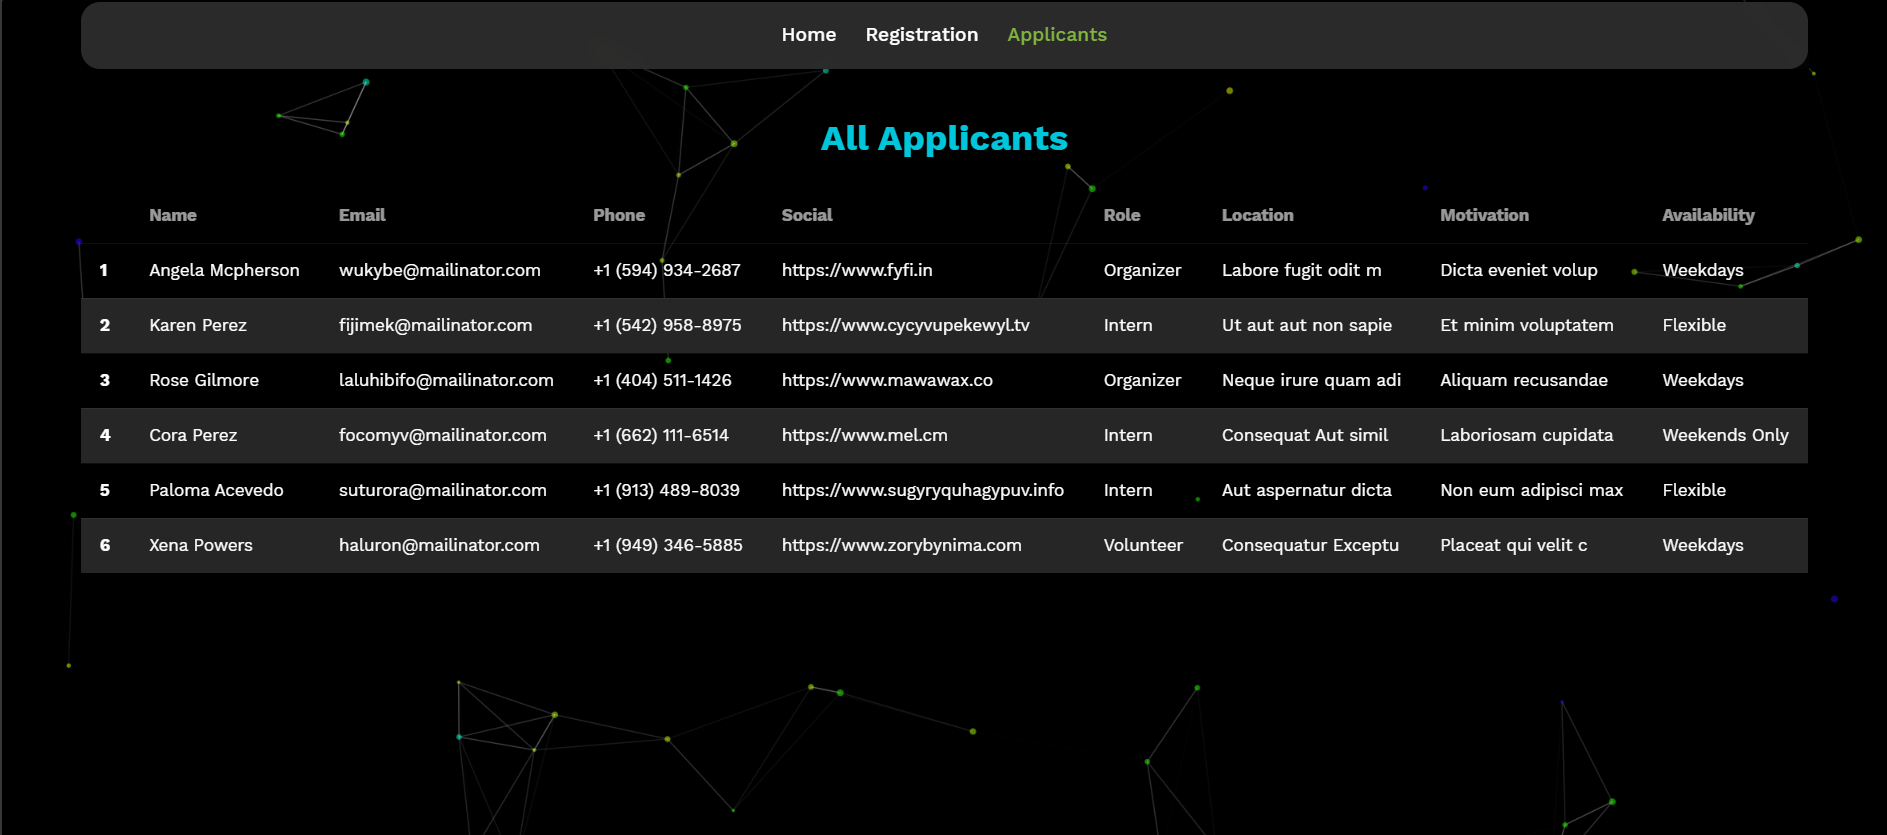 Home Registration Applicants
All Applicants
Name Email Phone Social Role Location Motivation Availability
1 Angela Mcpherson wukybe@mailinator.com +1 (594) 934-2687 https://www.fyfi.in Organizer Labore fugit odit m Dicta eveniet volup Weekdays
2 Karen Perez fijimek@mailinator.com +1 (542) 958-8975 https://www.cycyvupekewyl.tv Intern Ut aut aut non sapie Et minim voluptatem Flexible
3 Rose Gilmore laluhibifo@mailinator.com +1 (404) 511-1426 https://www.mawawax.co Organizer Neque irure quam adi Aliquam recusandae Weekdays
4 Cora Perez focomyv@mailinator.com +1 (662) 111-6514 https://www.mel.cm Intern Consequat Aut simil Laboriosam cupidata Weekends Only
5 Paloma Acevedo suturora@mailinator.com +1 (913) 489-8039 https://www.sugyryquhagypuv.info Intern Aut aspernatur dicta Non eum adipisci max Flexible
6 Xena Powers haluron@mailinator.com +1 (949) 346-5885 https://www.zorybynima.com Volunteer Consequatur Exceptu Placeat qui velit c Weekdays